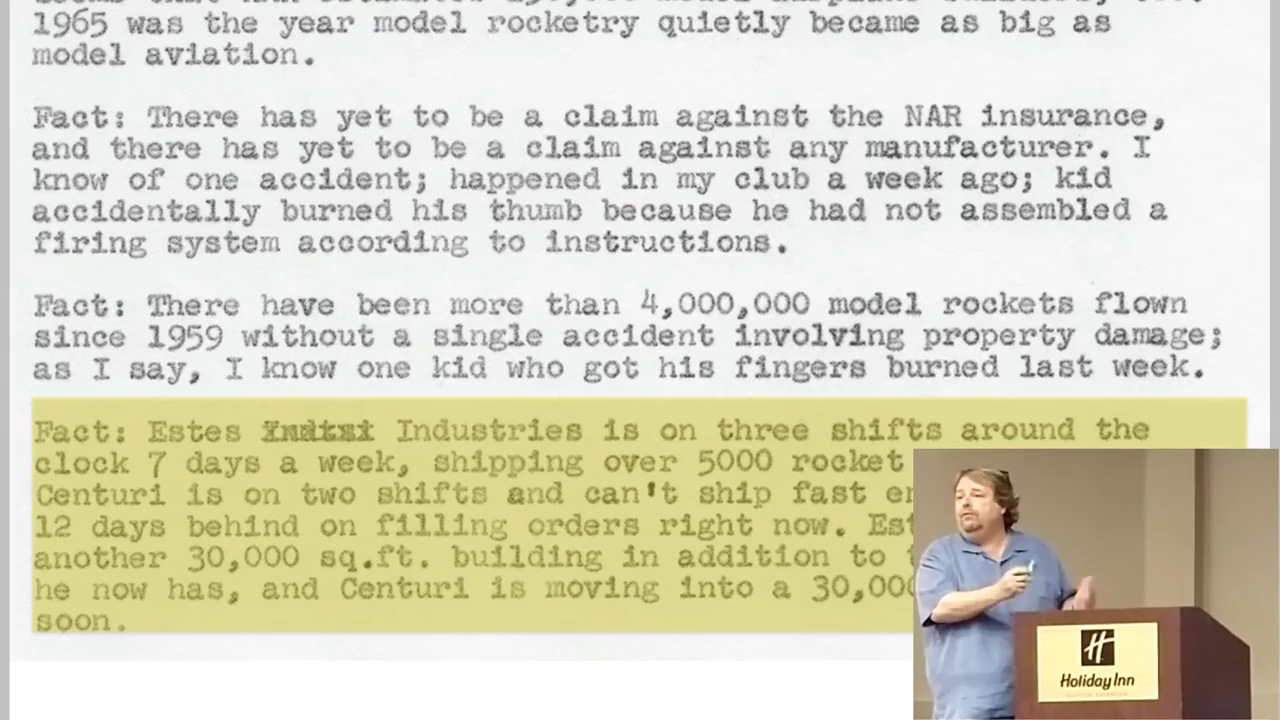 1965 was the year model rocketry quietly became as big as
model aviation.
Fact: There has yet to be a claim against the NAR insurance,
and there has yet to be a claim against any manufacturer. I
know of one accident; happened in my club a week ago; kid
accidentally burned his thumb because he had not assembled a
firing system according to instructions.
Fact: There have been more than 4,000,000 model rockets flown
since 1959 without a single accident involving property damage;
as I say, I know one kid who got his fingers burned last week.
Fact: Estes Industries is on three shifts around the
clock 7 days a week, shipping over 5000 rocket
Centuri is on two shifts and can't ship fast
12 days behind on filling orders right now.
another 30,000 sq.ft. building in addition to
he now has, and Centuri is moving into a
soon.
H
Holiday Inn